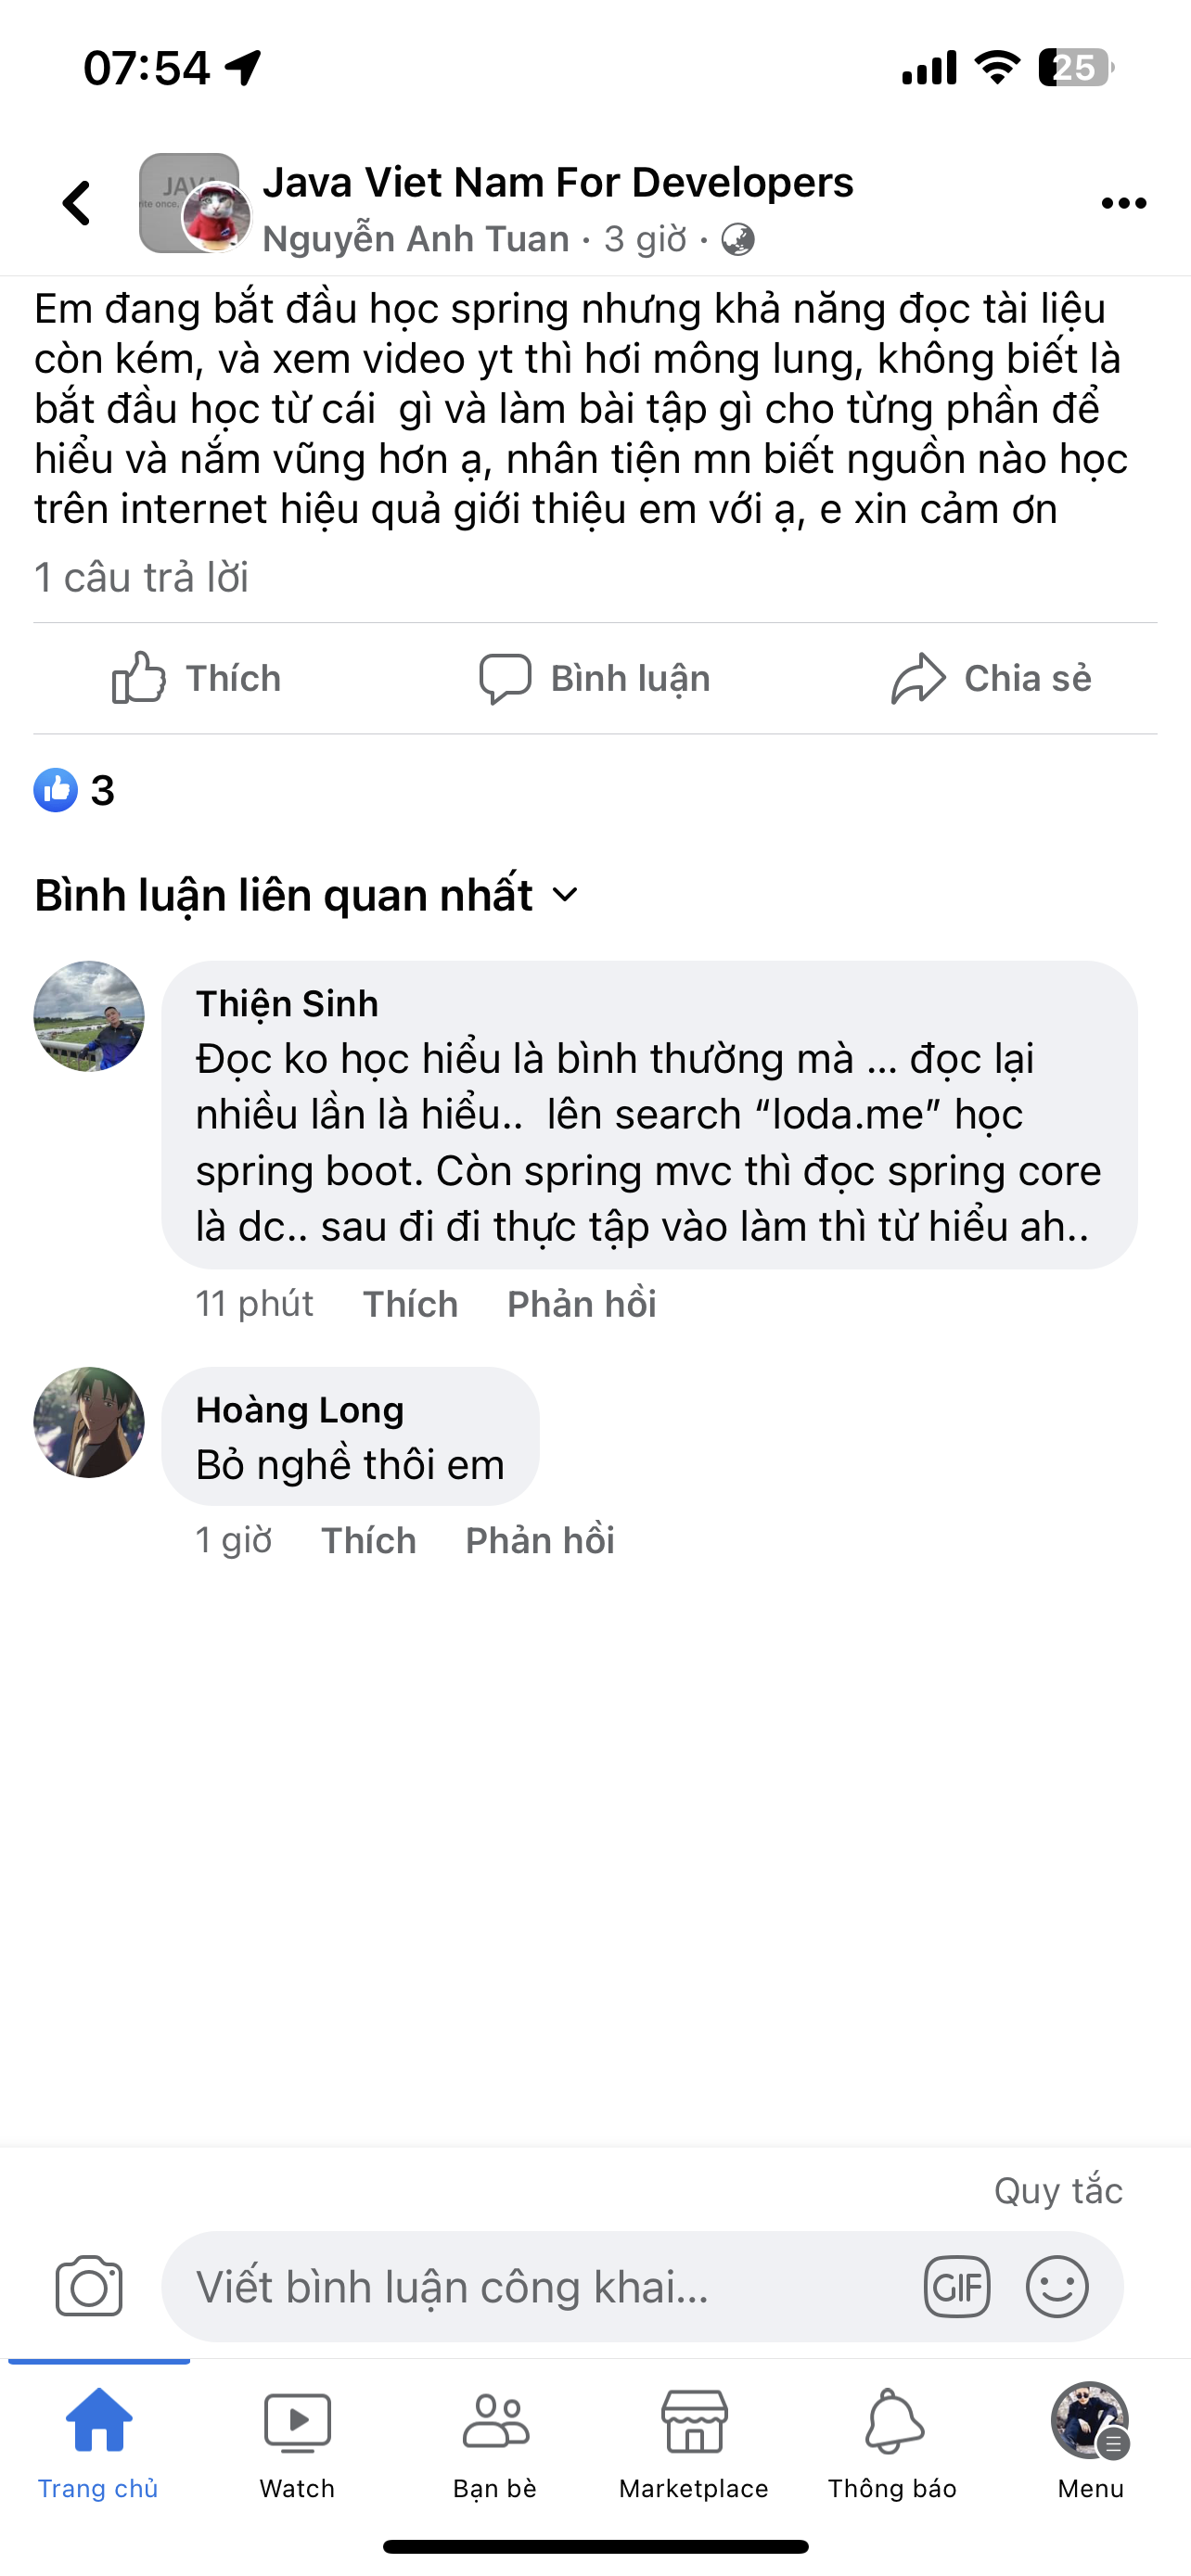 07:54
25
JAVA
rite once,
Java Viet Nam For Developers
Nguyễn Anh Tuan · 3 giờ ·
Em đang bắt đầu học spring nhưng khả năng đọc tài liệu
còn kém, và xem video yt thì hơi mông lung, không biết là
bắt đầu học từ cái  gì và làm bài tập gì cho từng phần để
hiểu và nắm vững hơn ạ, nhân tiện mn biết nguồn nào học
trên internet hiệu quả giới thiệu em với ạ, e xin cảm ơn
1 câu trả lời
Thích Bình luận Chia sẻ
3
Bình luận liên quan nhất
Thiện Sinh
Đọc ko học hiểu là bình thường mà ... đọc lại
nhiều lần là hiểu..  lên search “loda.me” học
spring boot. Còn spring mvc thì đọc spring core
là dc.. sau đi đi thực tập vào làm thì từ hiểu ah..
11 phút Thích Phản hồi
Hoàng Long
Bỏ nghề thôi em
1 giờ Thích Phản hồi
Quy tắc
Viết bình luận công khai... GIF
Trang chủ Watch Bạn bè Marketplace Thông báo Menu